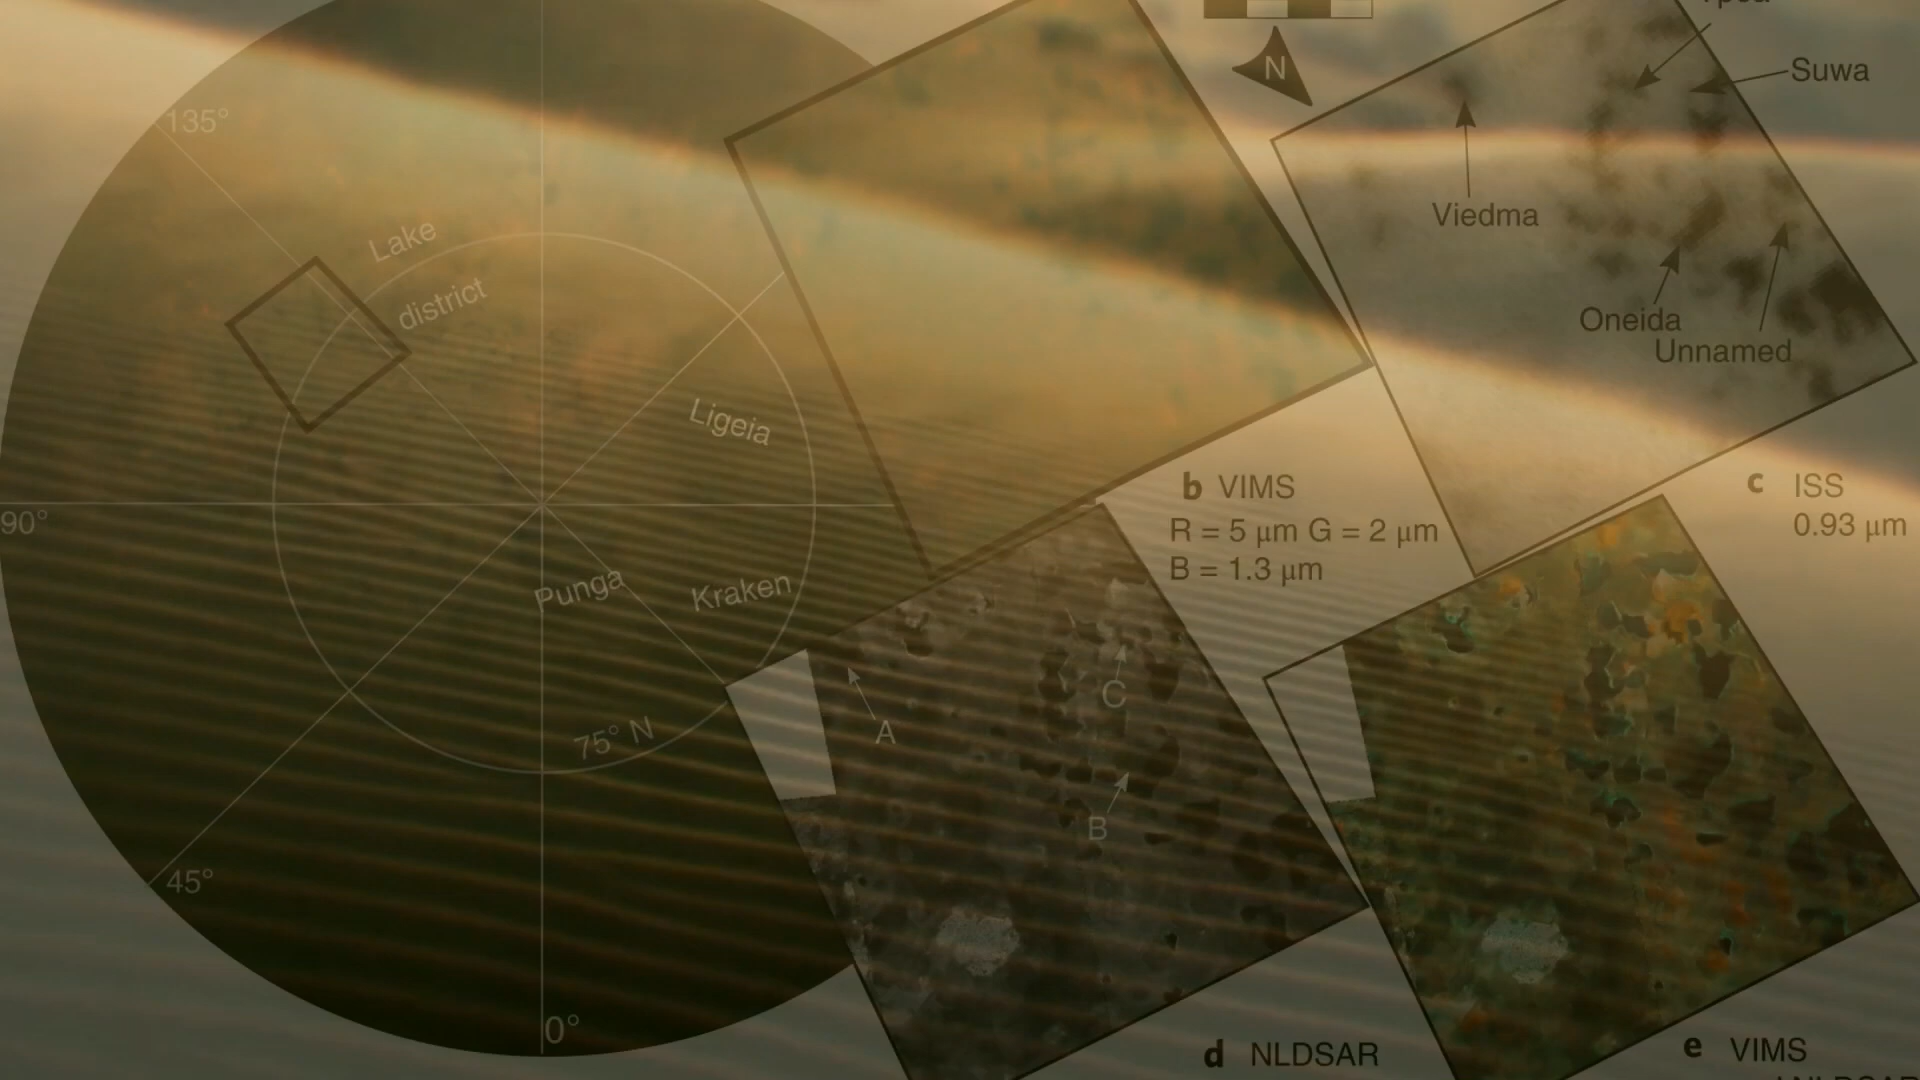 N
Suwa
135°
Viedma
Lake
district
Oneida
Unnamed
Ligeia
b VIMS
R = 5 μm G = 2 μm
B = 1.3 μm
c ISS
0.93 μm
90°
Punga
Kraken
75° N
A
C
B
45°
0°
d NLDSAR
e VIMS